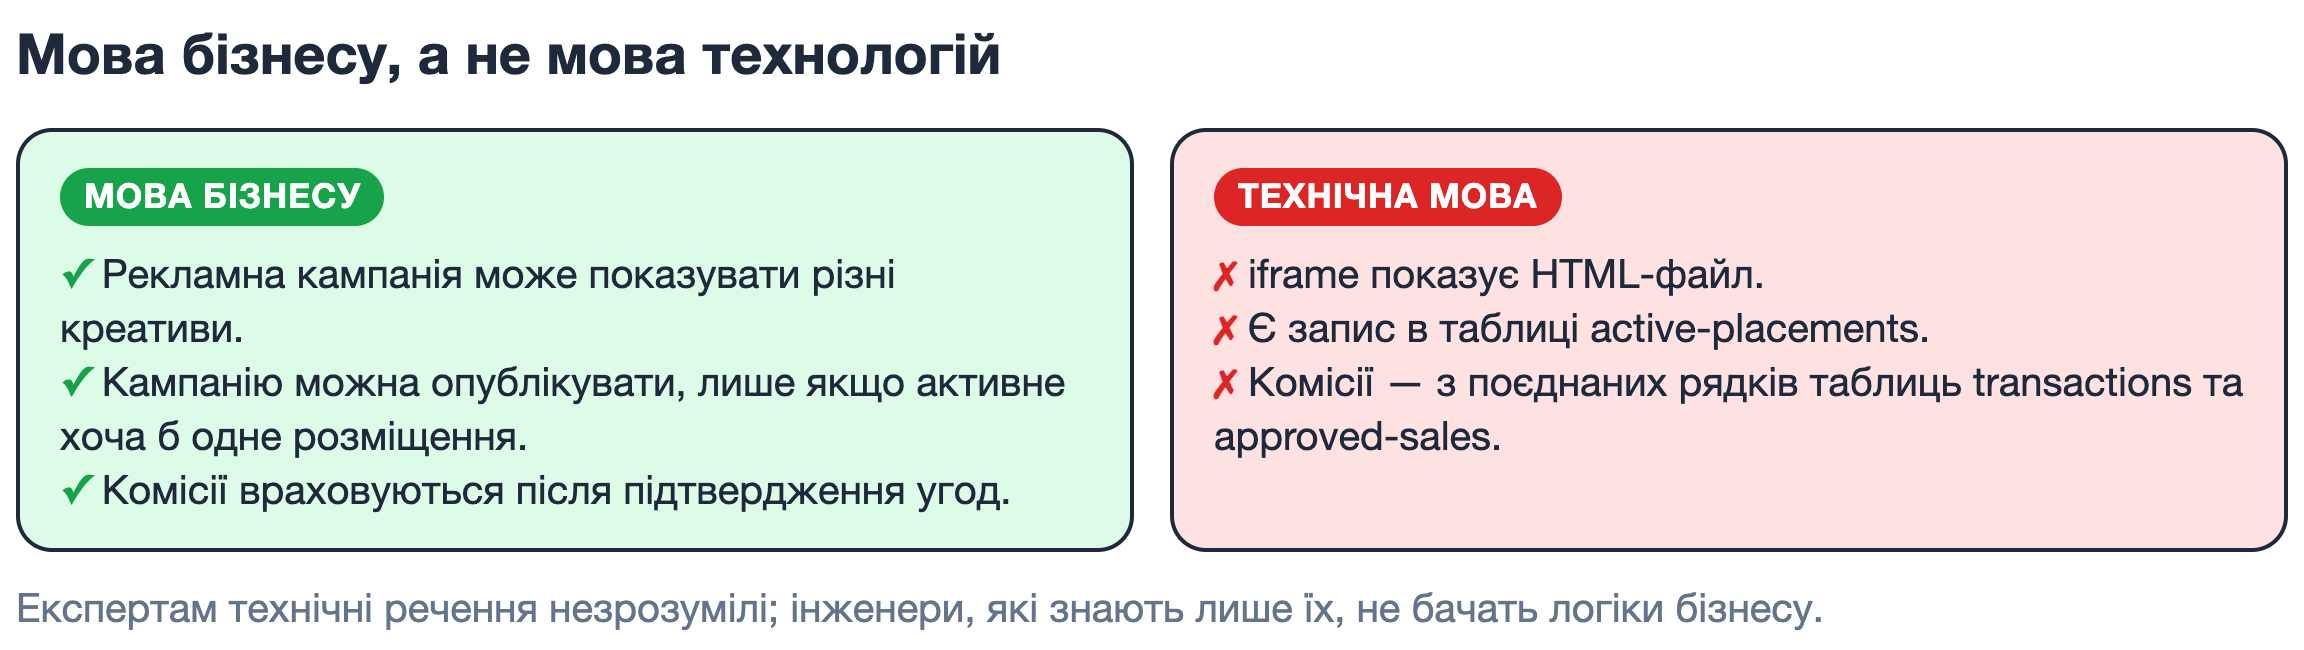 Мова бізнесу, а не мова технологій
МОВА БІЗНЕСУ
✓ Рекламна кампанія може показувати різні
креативи.
✓ Кампанію можна опублікувати, лише якщо активне
хоча б одне розміщення.
✓ Комісії враховуються після підтвердження угод.
ТЕХНІЧНА МОВА
✗ iframe показує HTML-файл.
✗ Є запис в таблиці active-placements.
✗ Комісії — з поєднаних рядків таблиць transactions та
approved-sales.
Експертам технічні речення незрозумілі; інженери, які знають лише їх, не бачать логіки бізнесу.